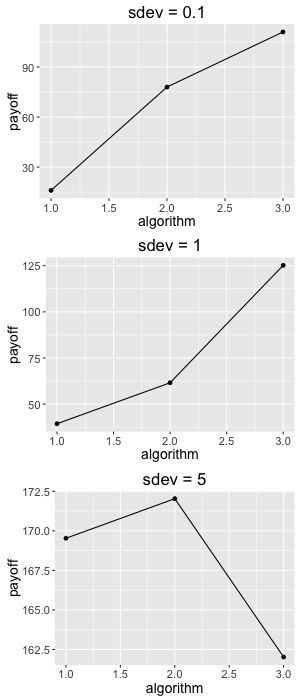 sdev = 0.1
90
60
30
payoff
1.0 1.5 2.0 2.5 3.0
algorithm
sdev = 1
125
100
75
50
payoff
1.0 1.5 2.0 2.5 3.0
algorithm
sdev = 5
172.5
170.0
167.5
165.0
162.5
payoff
1.0 1.5 2.0 2.5 3.0
algorithm